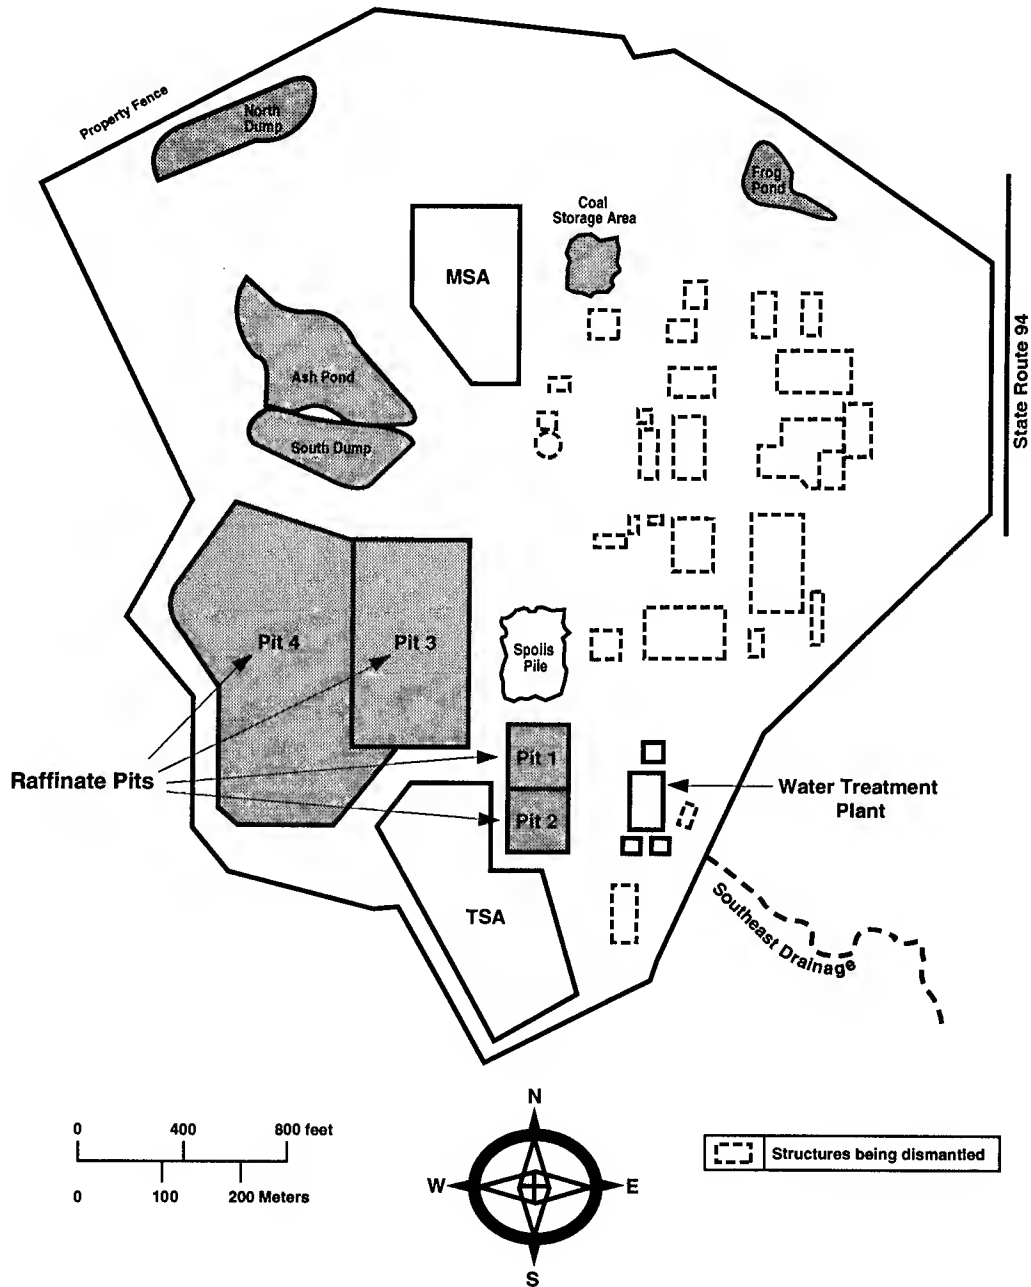 Property Fence
North
Dump
Frog
Pond
Coal
Storage Area
MSA
State Route 94
Ash Pond
South Dump
Pit 4
Pit 3
Spoils
Pile
Raffinate Pits
Pit 1
Pit 2
Water Treatment
Plant
TSA
Southeast Drainage
N
W
E
S
0
400
800 feet
0
100
200 Meters
Structures being dismantled